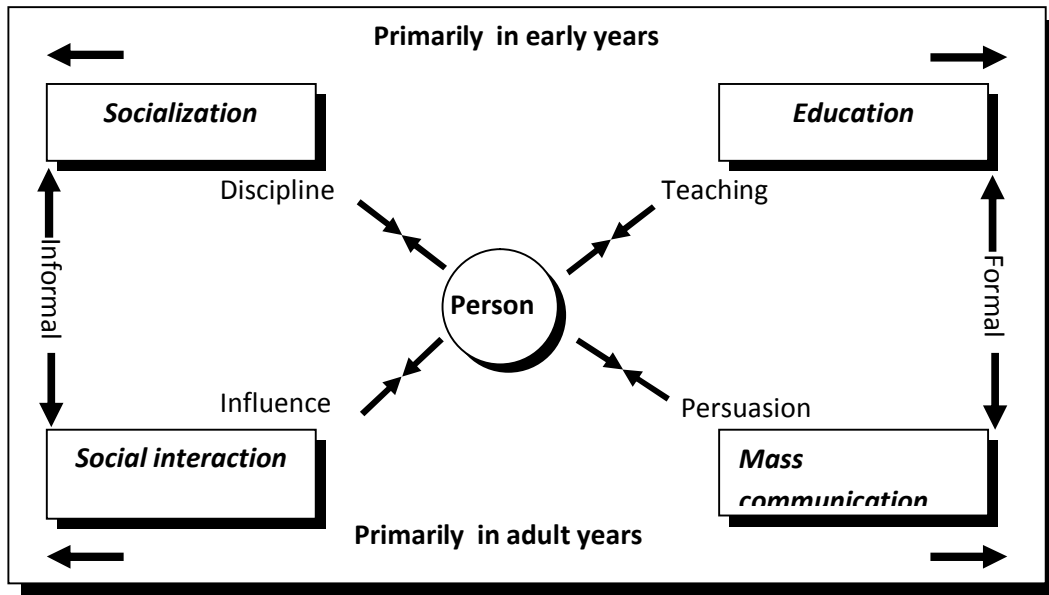 Primarily in early years
Socialization
Education
Discipline
Teaching
Informal
Formal
Person
Influence
Persuasion
Social interaction
Mass
communication
Primarily in adult years